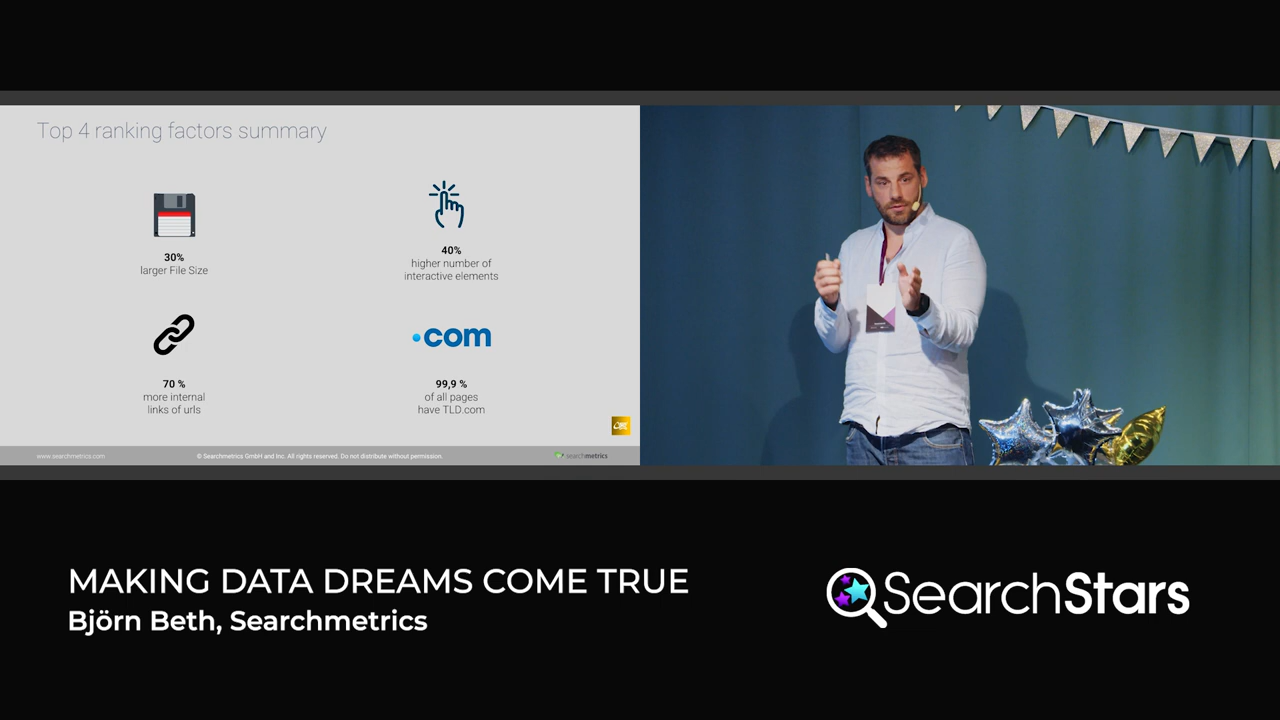 Top 4 ranking factors summary
30%
larger File Size
40%
higher number of
interactive elements
70 %
more internal
links of urls
.com
99,9 %
of all pages
have TLD.com
www.searchmetrics.com
© Searchmetrics GmbH and Inc. All rights reserved. Do not distribute without permission.
searchmetrics
MAKING DATA DREAMS COME TRUE
Björn Beth, Searchmetrics
SearchStars